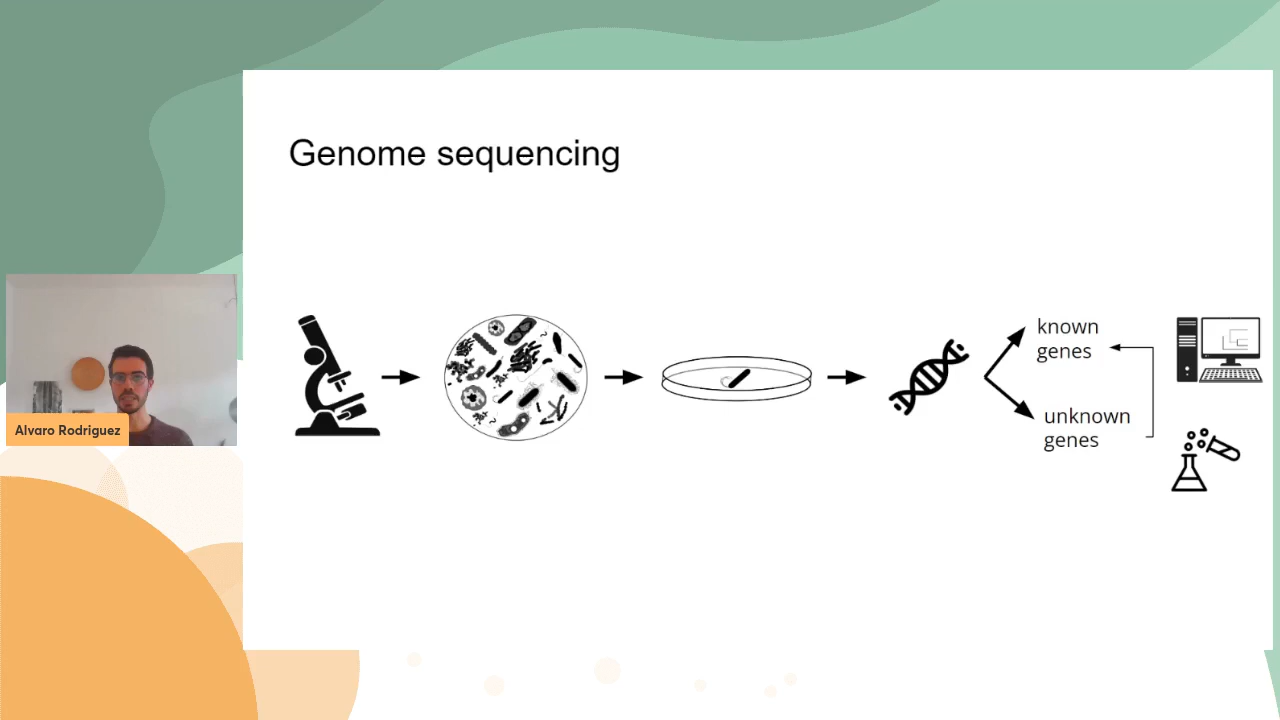 Genome sequencing
known
genes
unknown
genes
Alvaro Rodriguez